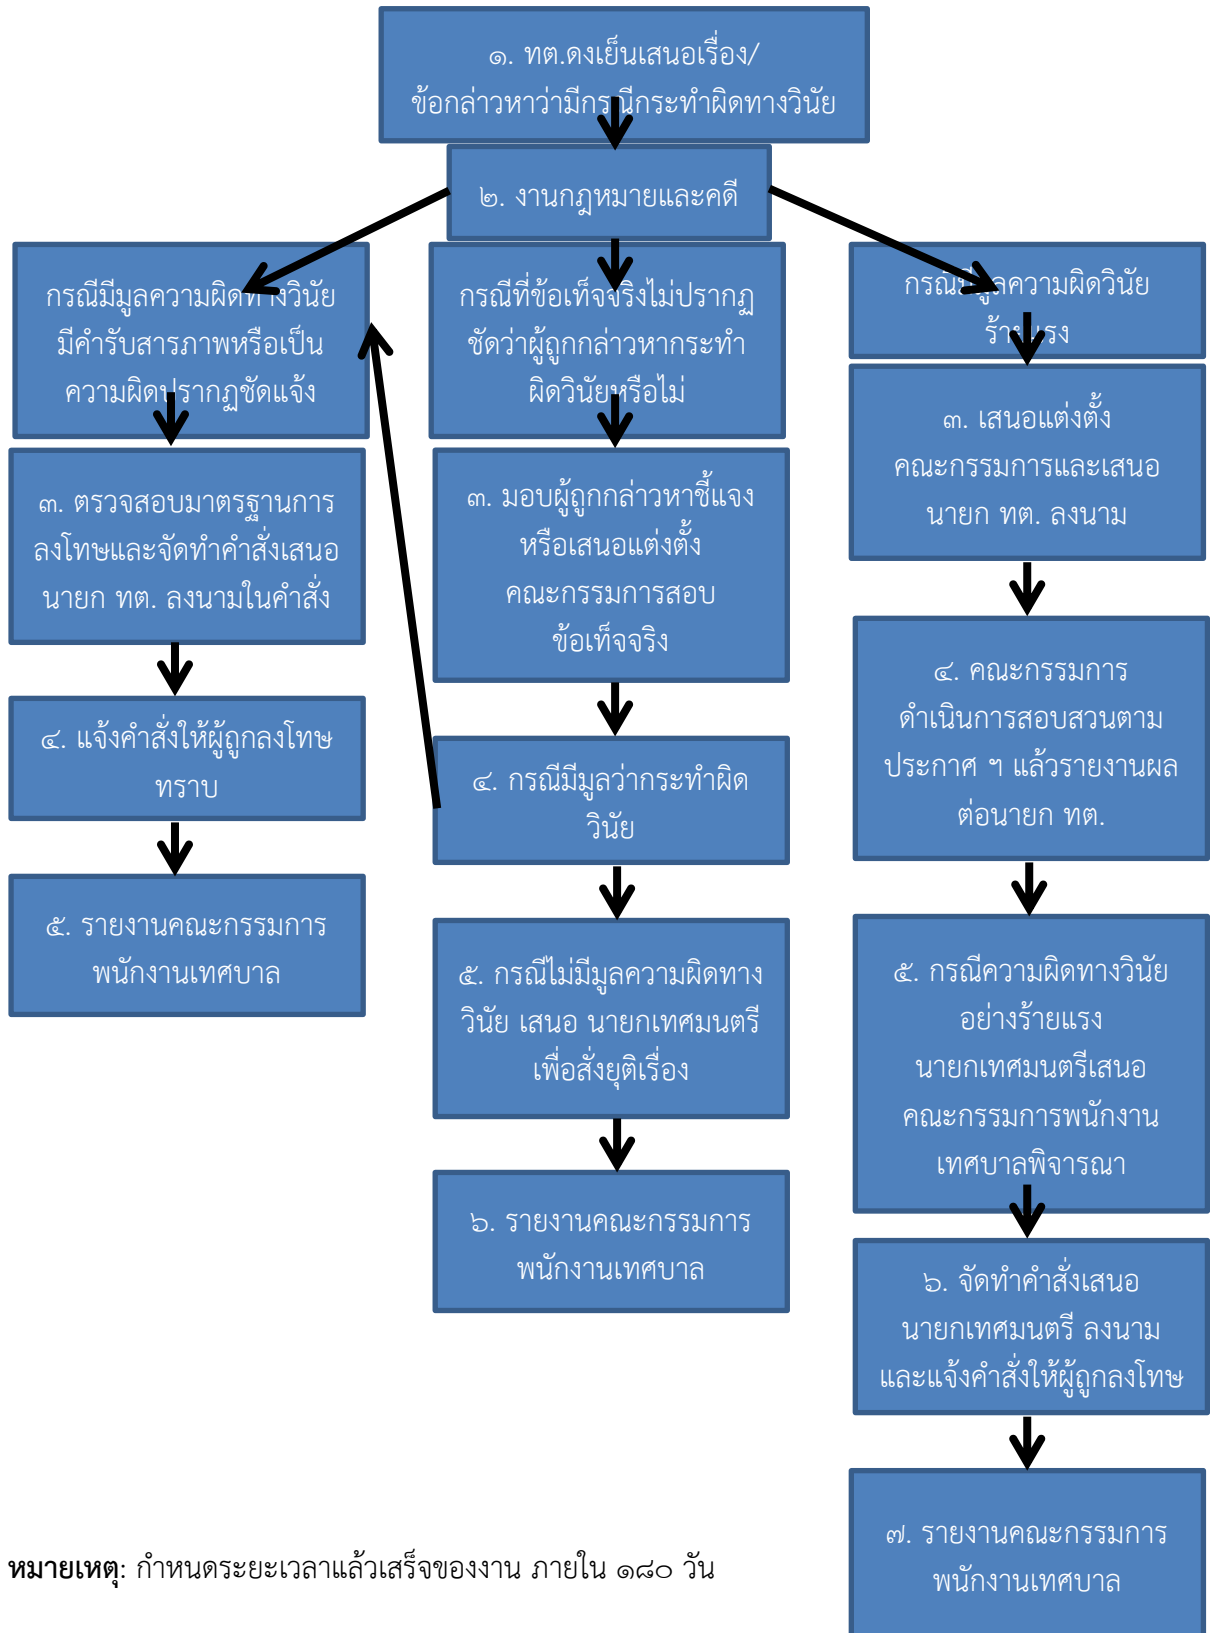 ๑. ทต.ดงเย็นเสนอเรื่อง/
ข้อกล่าวหาว่ามีกรณีกระทำผิดทางวินัย
๒. งานกฎหมายและคดี
กรณีมีมูลความผิดทางวินัย
มีคำรับสารภาพหรือเป็น
ความผิดปรากฏชัดแจ้ง
๓. ตรวจสอบมาตรฐานการ
ลงโทษและจัดทำคำสั่งเสนอ
นายก ทต. ลงนามในคำสั่ง
๔. แจ้งคำสั่งให้ผู้ถูกลงโทษ
ทราบ
๕. รายงานคณะกรรมการ
พนักงานเทศบาล
กรณีที่ข้อเท็จจริงไม่ปรากฏ
ชัดว่าผู้ถูกกล่าวหากระทำ
ผิดวินัยหรือไม่
๓. มอบผู้ถูกกล่าวหาชี้แจง
หรือเสนอแต่งตั้ง
คณะกรรมการสอบ
ข้อเท็จจริง
๔. กรณีมีมูลว่ากระทำผิด
วินัย
๕. กรณีไม่มีมูลความผิดทาง
วินัย เสนอ นายกเทศมนตรี
เพื่อสั่งยุติเรื่อง
๖. รายงานคณะกรรมการ
พนักงานเทศบาล
กรณีมีมูลความผิดวินัย
ร้ายแรง
๓. เสนอแต่งตั้ง
คณะกรรมการและเสนอ
นายก ทต. ลงนาม
๔. คณะกรรมการ
ดำเนินการสอบสวนตาม
ประกาศ ฯ แล้วรายงานผล
ต่อนายก ทต.
๕. กรณีความผิดทางวินัย
อย่างร้ายแรง
นายกเทศมนตรีเสนอ
คณะกรรมการพนักงาน
เทศบาลพิจารณา
๖. จัดทำคำสั่งเสนอ
นายกเทศมนตรี ลงนาม
และแจ้งคำสั่งให้ผู้ถูกลงโทษ
๗. รายงานคณะกรรมการ
พนักงานเทศบาล
หมายเหตุ: กำหนดระยะเวลาแล้วเสร็จของงาน ภายใน ๑๘๐ วัน